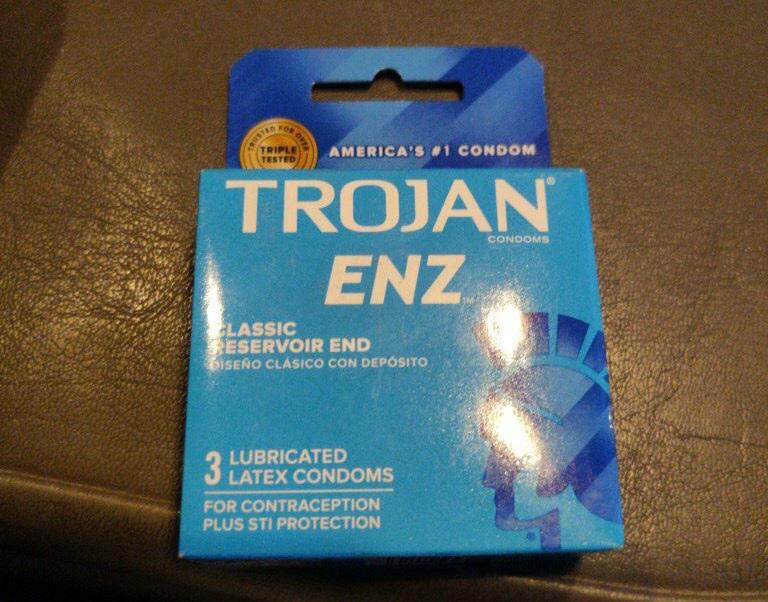 TRUSTED FOR OVER
TRIPLE
TESTED
AMERICA'S #1 CONDOM
TROJAN®
CONDOMS
ENZ™
CLASSIC
RESERVOIR END
DISEÑO CLÁSICO CON DEPÓSITO
3 LUBRICATED
LATEX CONDOMS
FOR CONTRACEPTION
PLUS STI PROTECTION
®